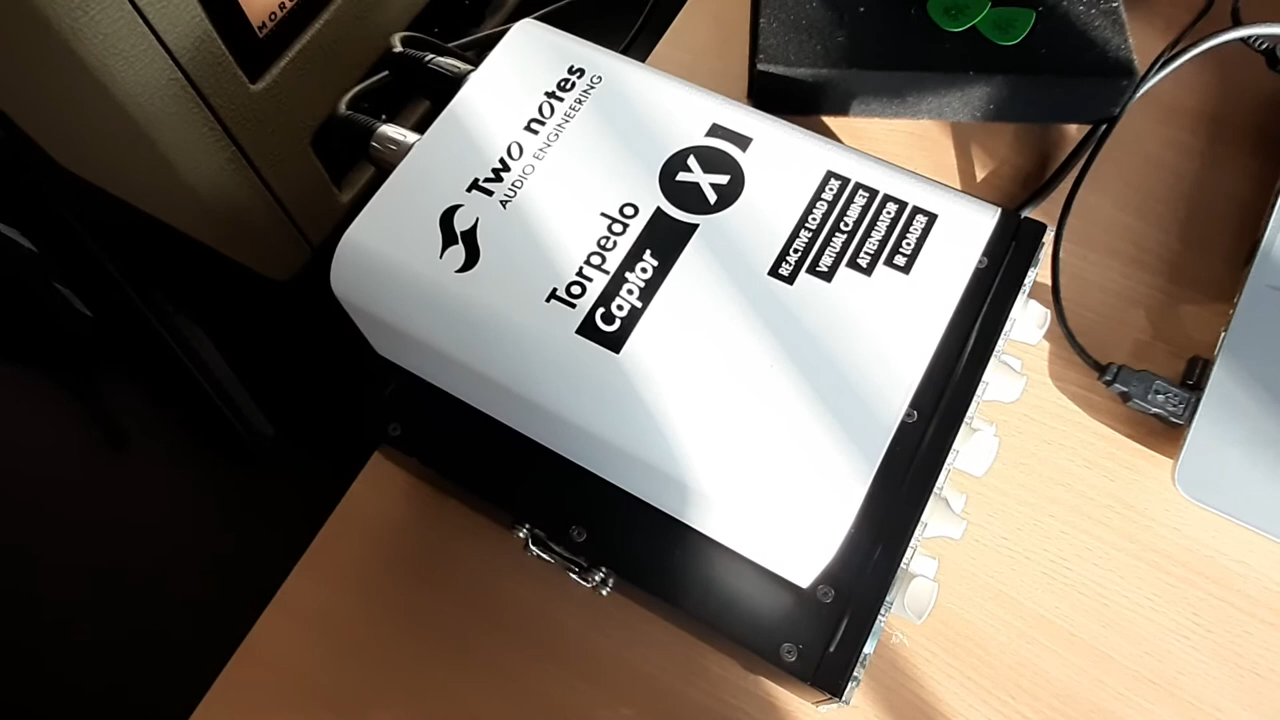 Two notes
AUDIO ENGINEERING
Torpedo
Captor X
REACTIVE LOAD BOX
VIRTUAL CABINET
ATTENUATOR
IR LOADER